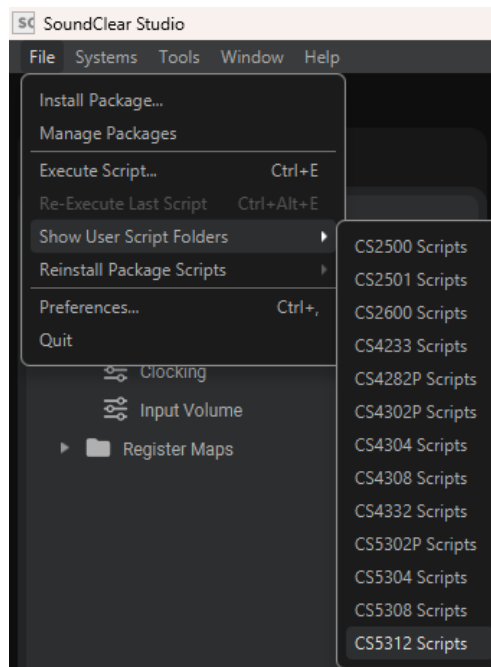 SC SoundClear Studio
File Systems Tools Window Help
Install Package...
Manage Packages
Execute Script... Ctrl+E
Re-Execute Last Script Ctrl+Alt+E
Show User Script Folders
Reinstall Package Scripts
Preferences... Ctrl+,
Quit
CS2500 Scripts
CS2501 Scripts
CS2600 Scripts
CS4233 Scripts
CS4282P Scripts
CS4302P Scripts
CS4304 Scripts
CS4308 Scripts
CS4332 Scripts
CS5302P Scripts
CS5304 Scripts
CS5308 Scripts
CS5312 Scripts
Clocking
Input Volume
Register Maps